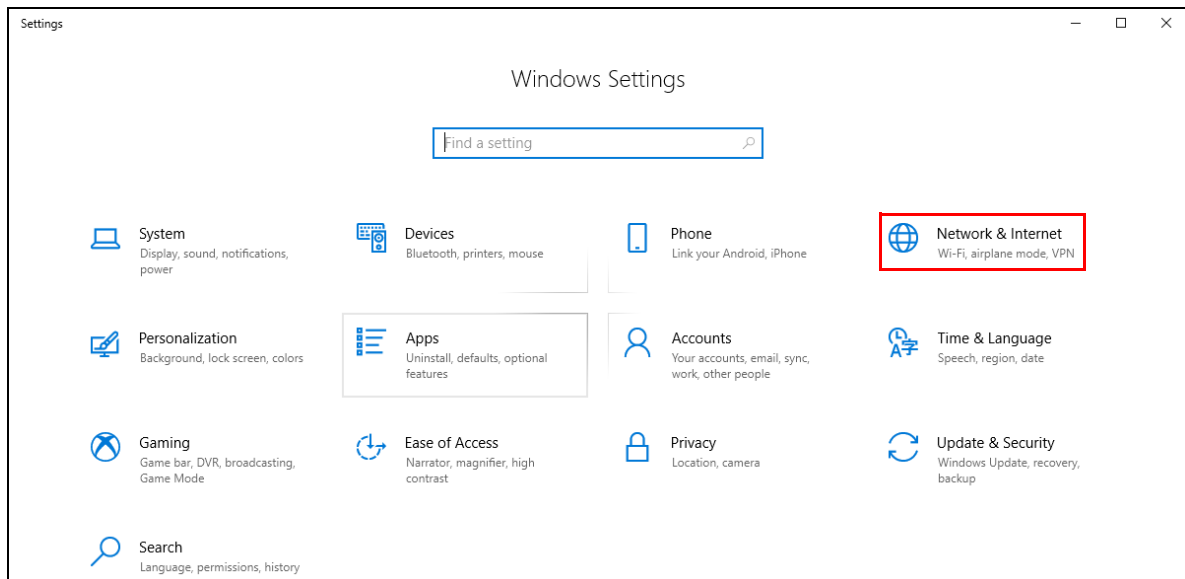 Settings
Windows Settings
Find a setting
System
Display, sound, notifications,
power
Devices
Bluetooth, printers, mouse
Phone
Link your Android, iPhone
Network & Internet
Wi-Fi, airplane mode, VPN
Personalization
Background, lock screen, colors
Apps
Uninstall, defaults, optional
features
Accounts
Your accounts, email, sync,
work, other people
Time & Language
Speech, region, date
Gaming
Game bar, DVR, broadcasting,
Game Mode
Ease of Access
Narrator, magnifier, high
contrast
Privacy
Location, camera
Update & Security
Windows Update, recovery,
backup
Search
Language, permissions, history